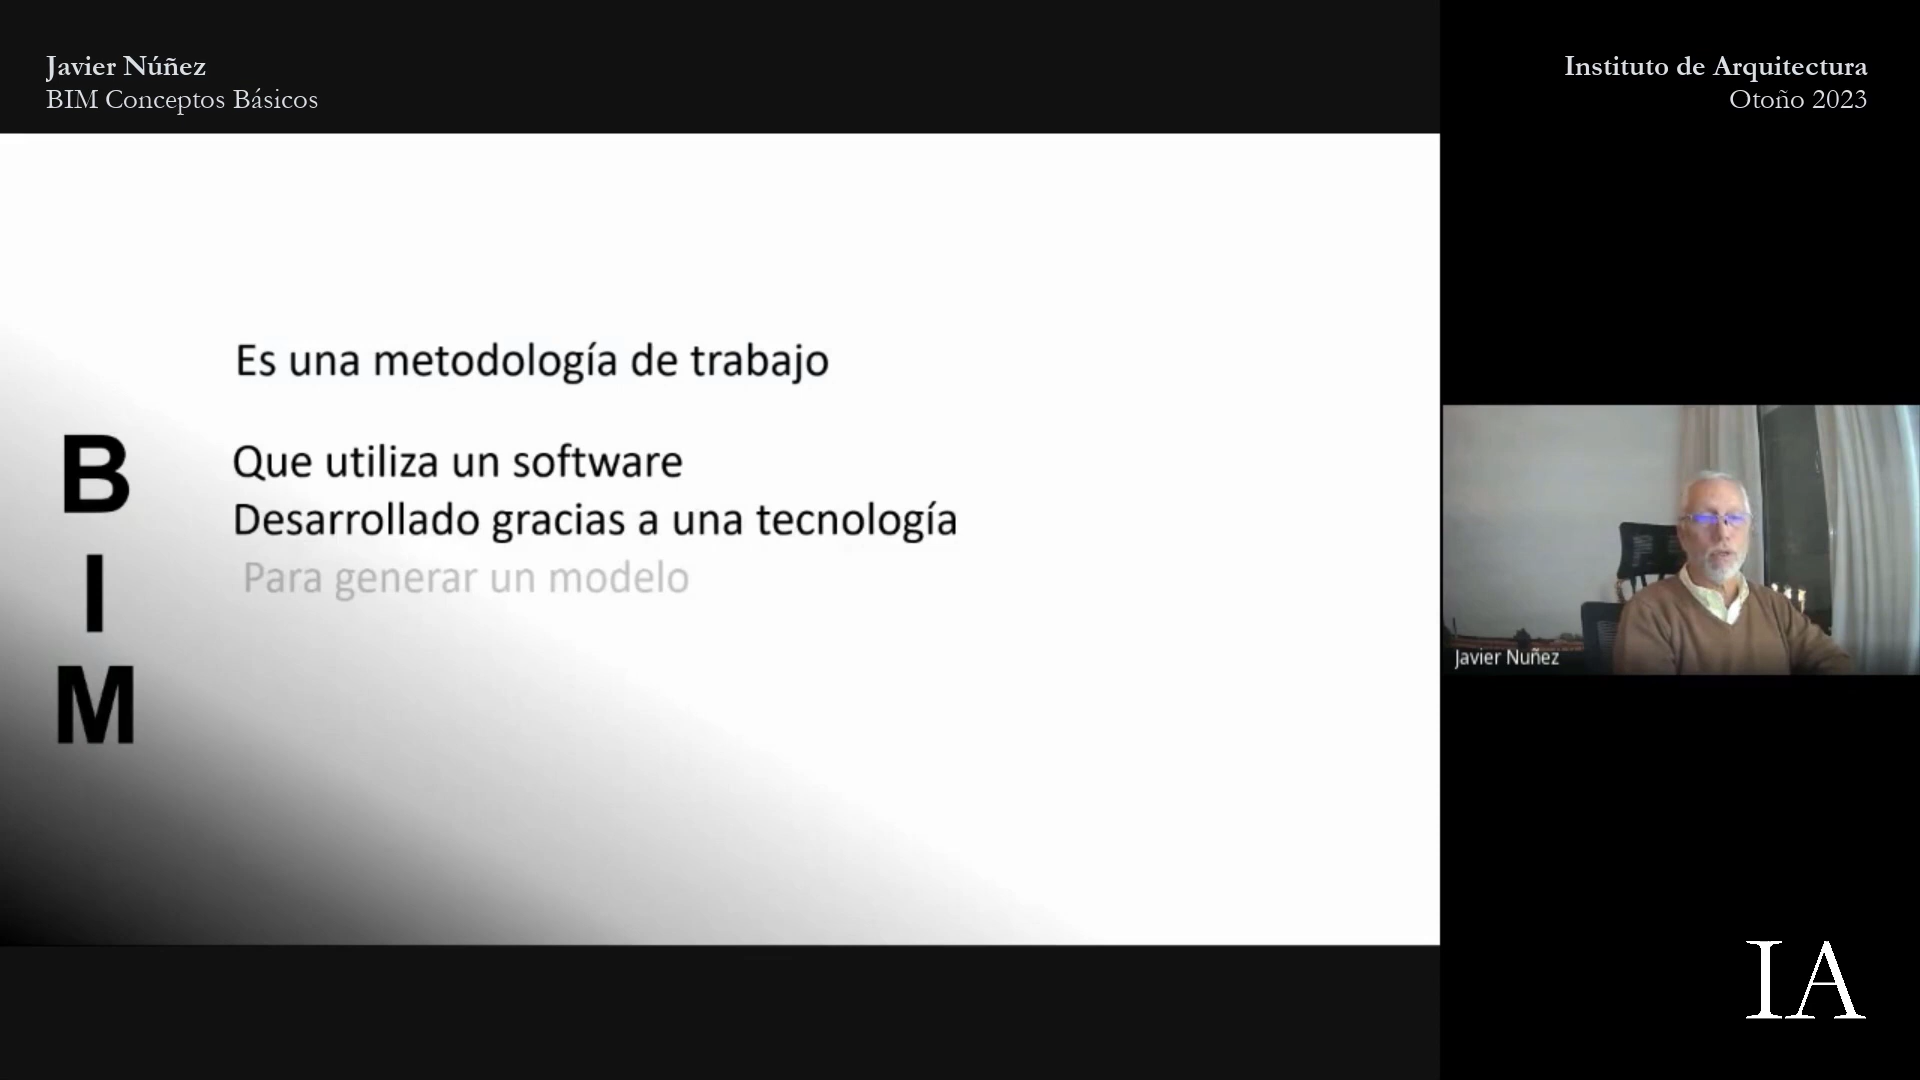 Javier Núñez
BIM Conceptos Básicos
Instituto de Arquitectura
Otoño 2023
B
I
M
Es una metodología de trabajo
Que utiliza un software
Desarrollado gracias a una tecnología
Para generar un modelo
Javier Nuñez
IA